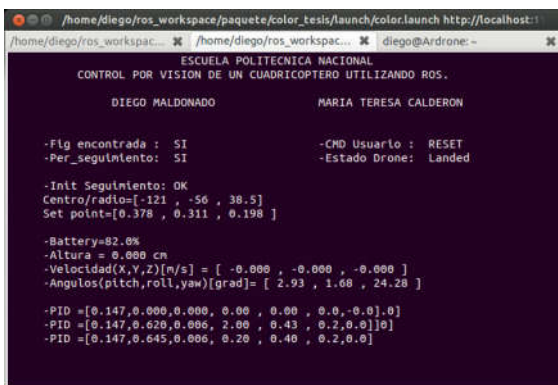 /home/diego/ros_workspace/paquete/color_tesis/launch/color.launch http://localhost:1
/home/diego/ros_workspac... ✖ /home/diego/ros_workspac... ✖ diego@Ardrone: ~ ✖
ESCUELA POLITECNICA NACIONAL
CONTROL POR VISION DE UN CUADRICOPTERO UTILIZANDO ROS.
DIEGO MALDONADO MARIA TERESA CALDERON
-Fig encontrada : SI -CMD Usuario : RESET
-Per_seguimiento: SI -Estado Drone: Landed
-Init Seguimiento: OK
Centro/radio=[-121 , -56 , 38.5]
Set point=[0.378 , 0.311 , 0.198 ]
-Battery=82.0%
-Altura = 0.000 cm
-Velocidad(X,Y,Z)[m/s] = [ -0.000 , -0.000 , -0.000 ]
-Angulos(pitch,roll,yaw)[grad]= [ 2.93 , 1.68 , 24.28 ]
-PID =[0.147,0.000,0.000, 0.00 , 0.00 , 0.0,-0.0].0]
-PID =[0.147,0.620,0.006, 2.00 , 0.43 , 0.2,0.0]]0]
-PID =[0.147,0.645,0.006, 0.20 , 0.40 , 0.2,0.0]